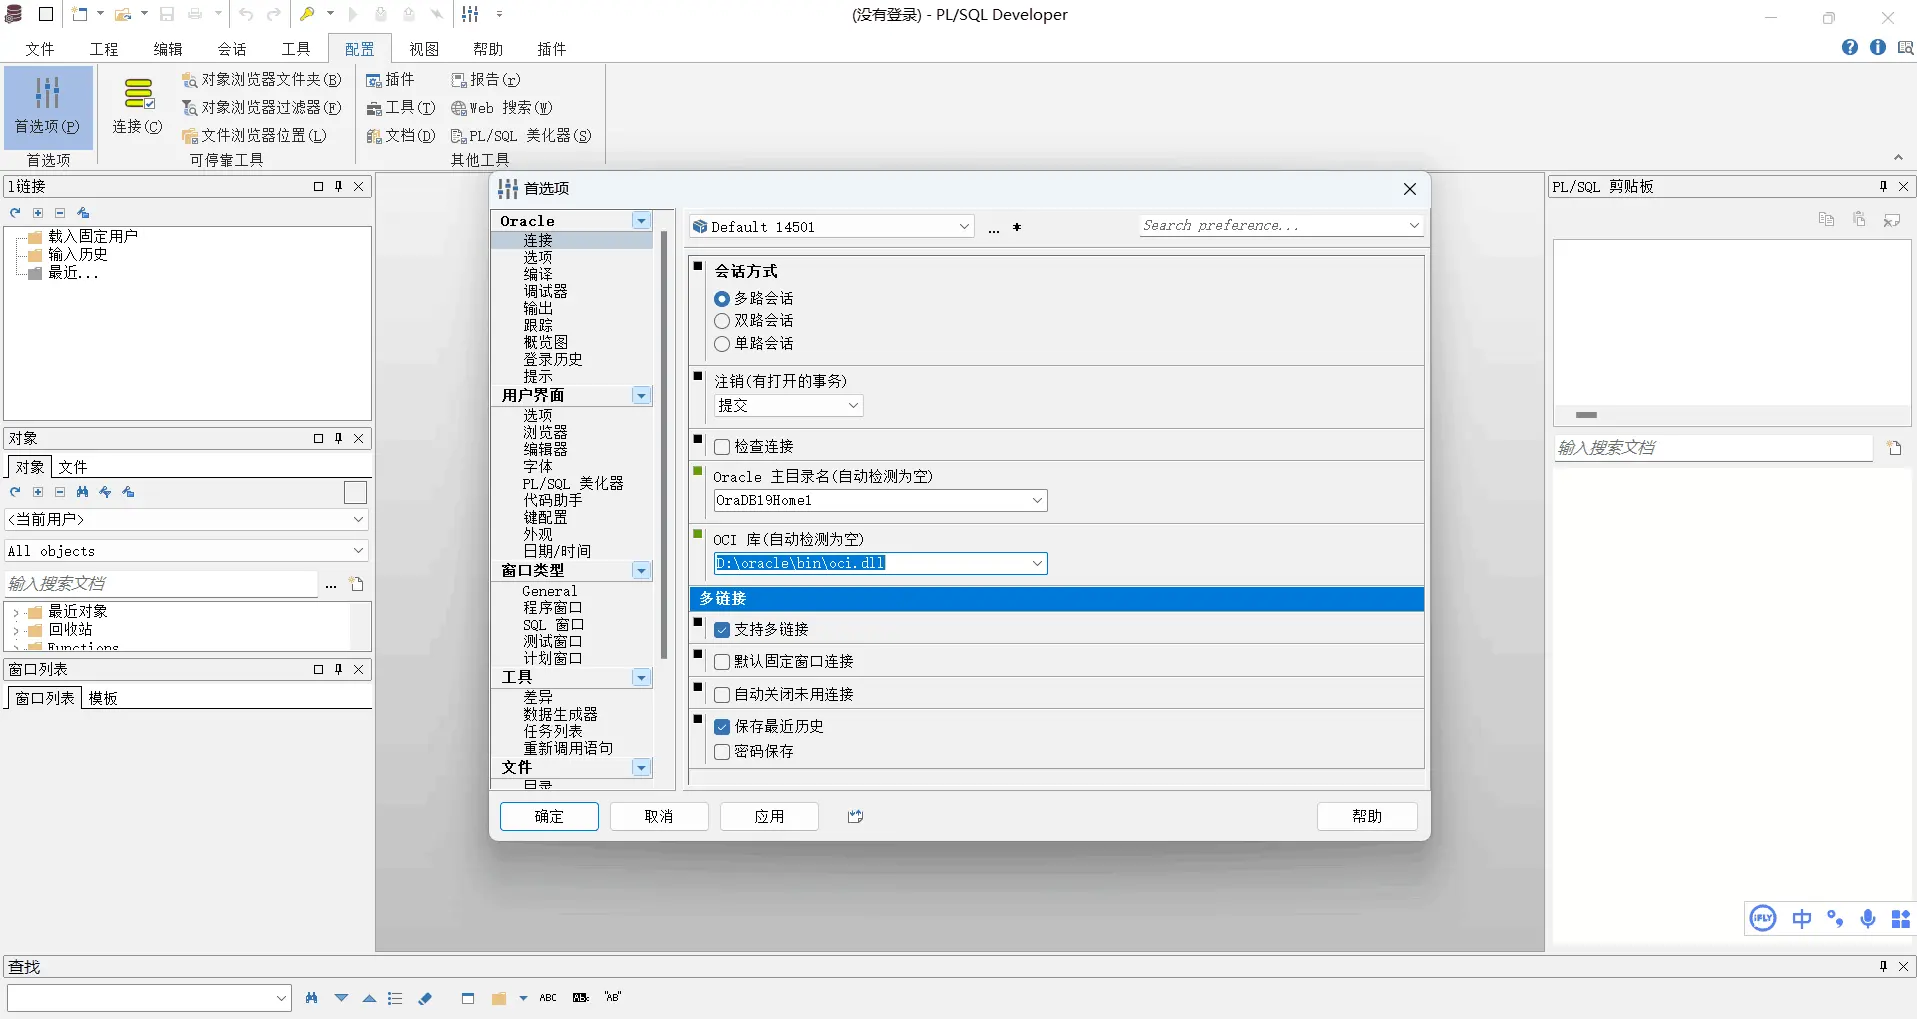 (没有登录) - PL/SQL Developer
文件 工程 编辑 会话 工具 配置 视图 帮助 插件
首选项(P)
连接(C)
对象浏览器文件夹(B)
对象浏览器过滤器(F)
文件浏览器位置(L)
插件
工具(T)
文档(D)
报告(r)
Web 搜索(W)
PL/SQL 美化器(S)
首选项 可停靠工具 其他工具
1链接
载入固定用户
输入历史
最近...
对象
对象 文件
<当前用户>
All objects
输入搜索文档
...
最近对象
回收站
Functions
窗口列表
窗口列表 模板
首选项
Oracle
连接
选项
编译
调试器
输出
跟踪
概览图
登录历史
提示
用户界面
选项
浏览器
编辑器
字体
PL/SQL 美化器
代码助手
键配置
外观
日期/时间
窗口类型
General
程序窗口
SQL 窗口
测试窗口
计划窗口
工具
差异
数据生成器
任务列表
重新调用语句
文件
目录
Default 14501
...
*
Search preference...
会话方式
多路会话
双路会话
单路会话
注销(有打开的事务)
提交
检查连接
Oracle 主目录名(自动检测为空)
OraDB19Home1
OCI 库(自动检测为空)
D:\oracle\bin\oci.dll
多链接
支持多链接
默认固定窗口连接
自动关闭未用连接
保存最近历史
密码保存
确定 取消 应用 帮助
PL/SQL 剪贴板
输入搜索文档
iFLY 中
查找
ABC ABc "AB"